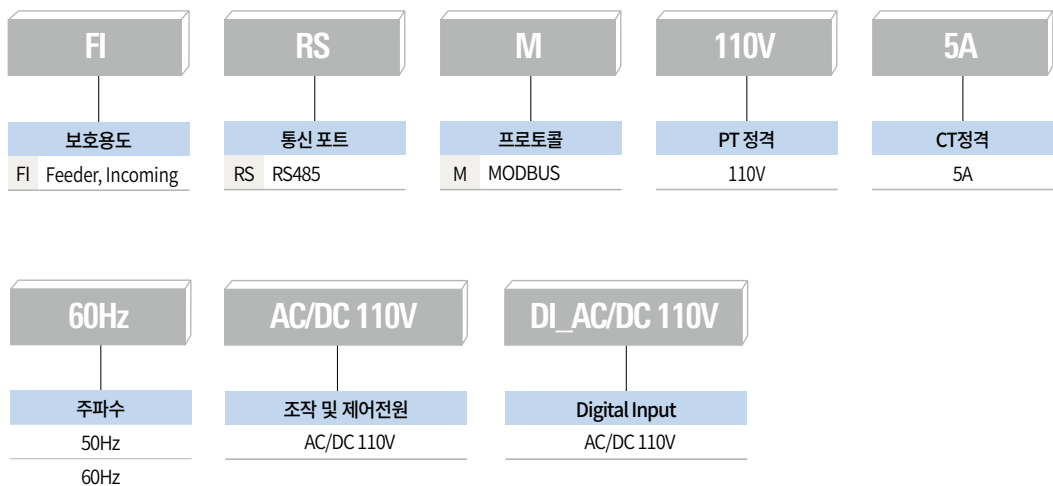 FI
RS
M
110V
5A
보호용도
통신 포트
프로토콜
PT 정격
CT정격
FI Feeder, Incoming
RS RS485
M MODBUS
110V
5A
60Hz
AC/DC 110V
DI_AC/DC 110V
주파수
조작 및 제어전원
Digital Input
50Hz
AC/DC 110V
AC/DC 110V
60Hz